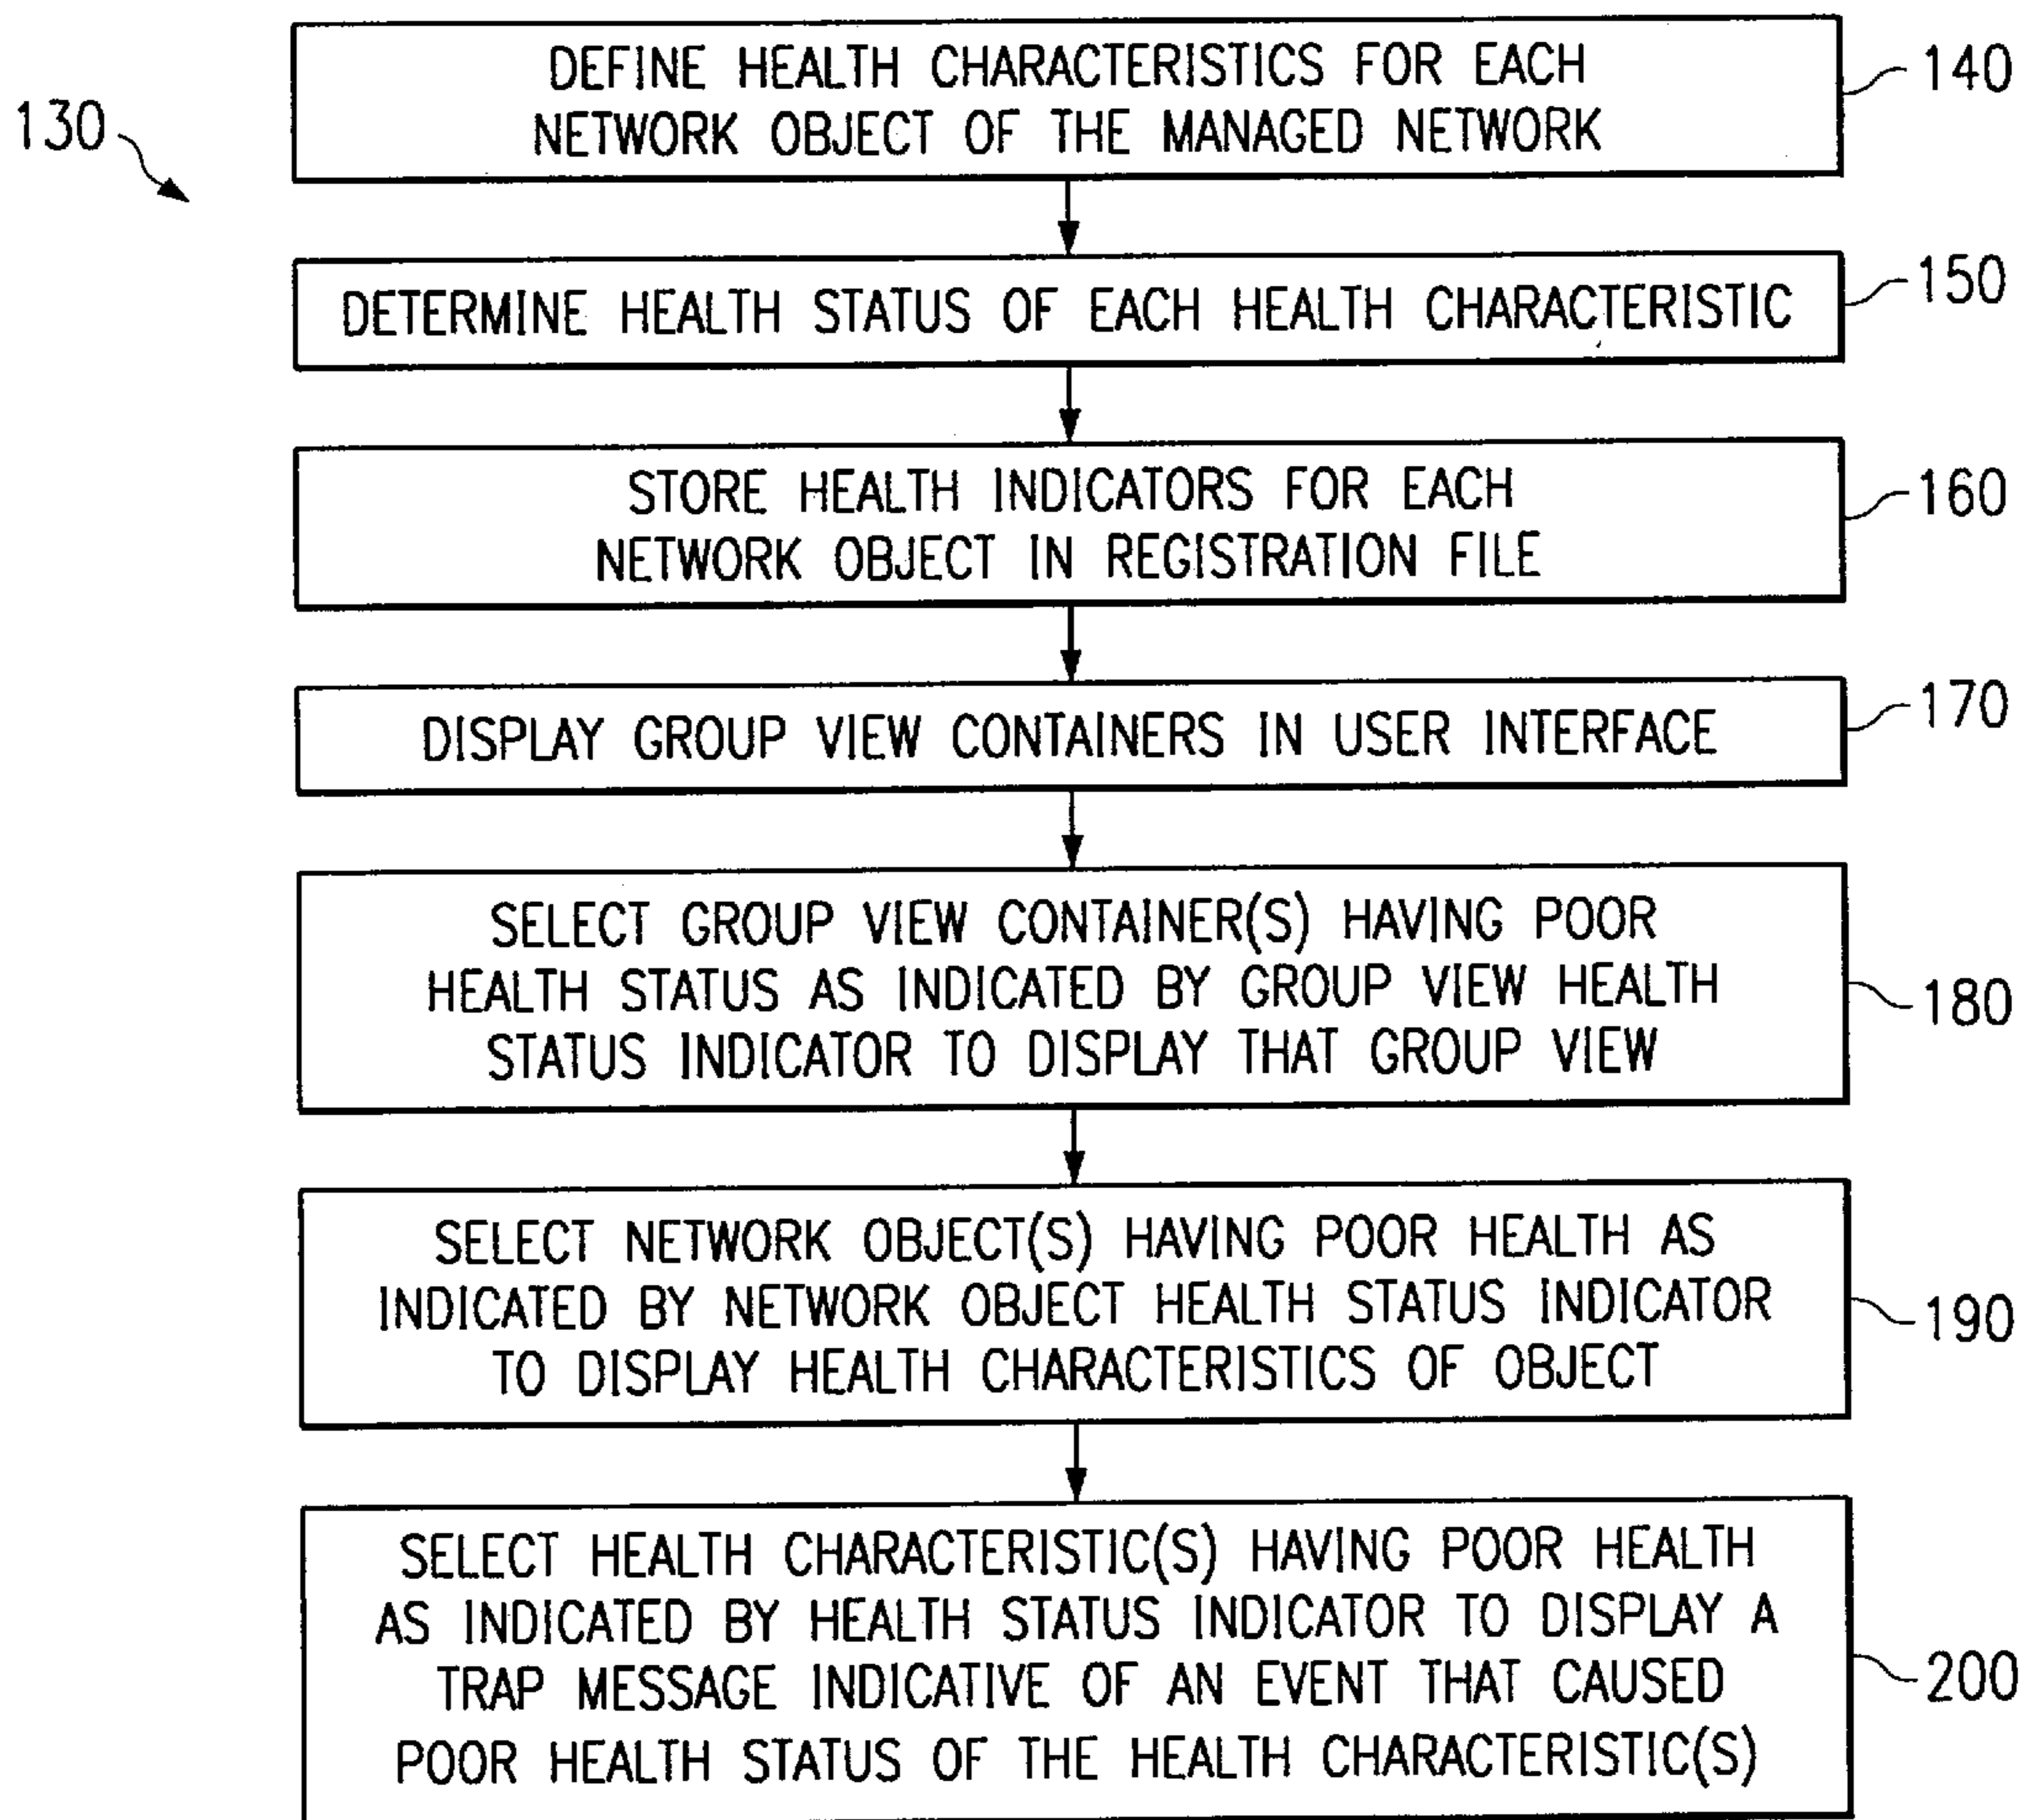 130
DEFINE HEALTH CHARACTERISTICS FOR EACH
NETWORK OBJECT OF THE MANAGED NETWORK
140
DETERMINE HEALTH STATUS OF EACH HEALTH CHARACTERISTIC
150
STORE HEALTH INDICATORS FOR EACH
NETWORK OBJECT IN REGISTRATION FILE
160
DISPLAY GROUP VIEW CONTAINERS IN USER INTERFACE
170
SELECT GROUP VIEW CONTAINER(S) HAVING POOR
HEALTH STATUS AS INDICATED BY GROUP VIEW HEALTH
STATUS INDICATOR TO DISPLAY THAT GROUP VIEW
180
SELECT NETWORK OBJECT(S) HAVING POOR HEALTH AS
INDICATED BY NETWORK OBJECT HEALTH STATUS INDICATOR
TO DISPLAY HEALTH CHARACTERISTICS OF OBJECT
190
SELECT HEALTH CHARACTERISTIC(S) HAVING POOR HEALTH
AS INDICATED BY HEALTH STATUS INDICATOR TO DISPLAY A
TRAP MESSAGE INDICATIVE OF AN EVENT THAT CAUSED
POOR HEALTH STATUS OF THE HEALTH CHARACTERISTIC(S)
200